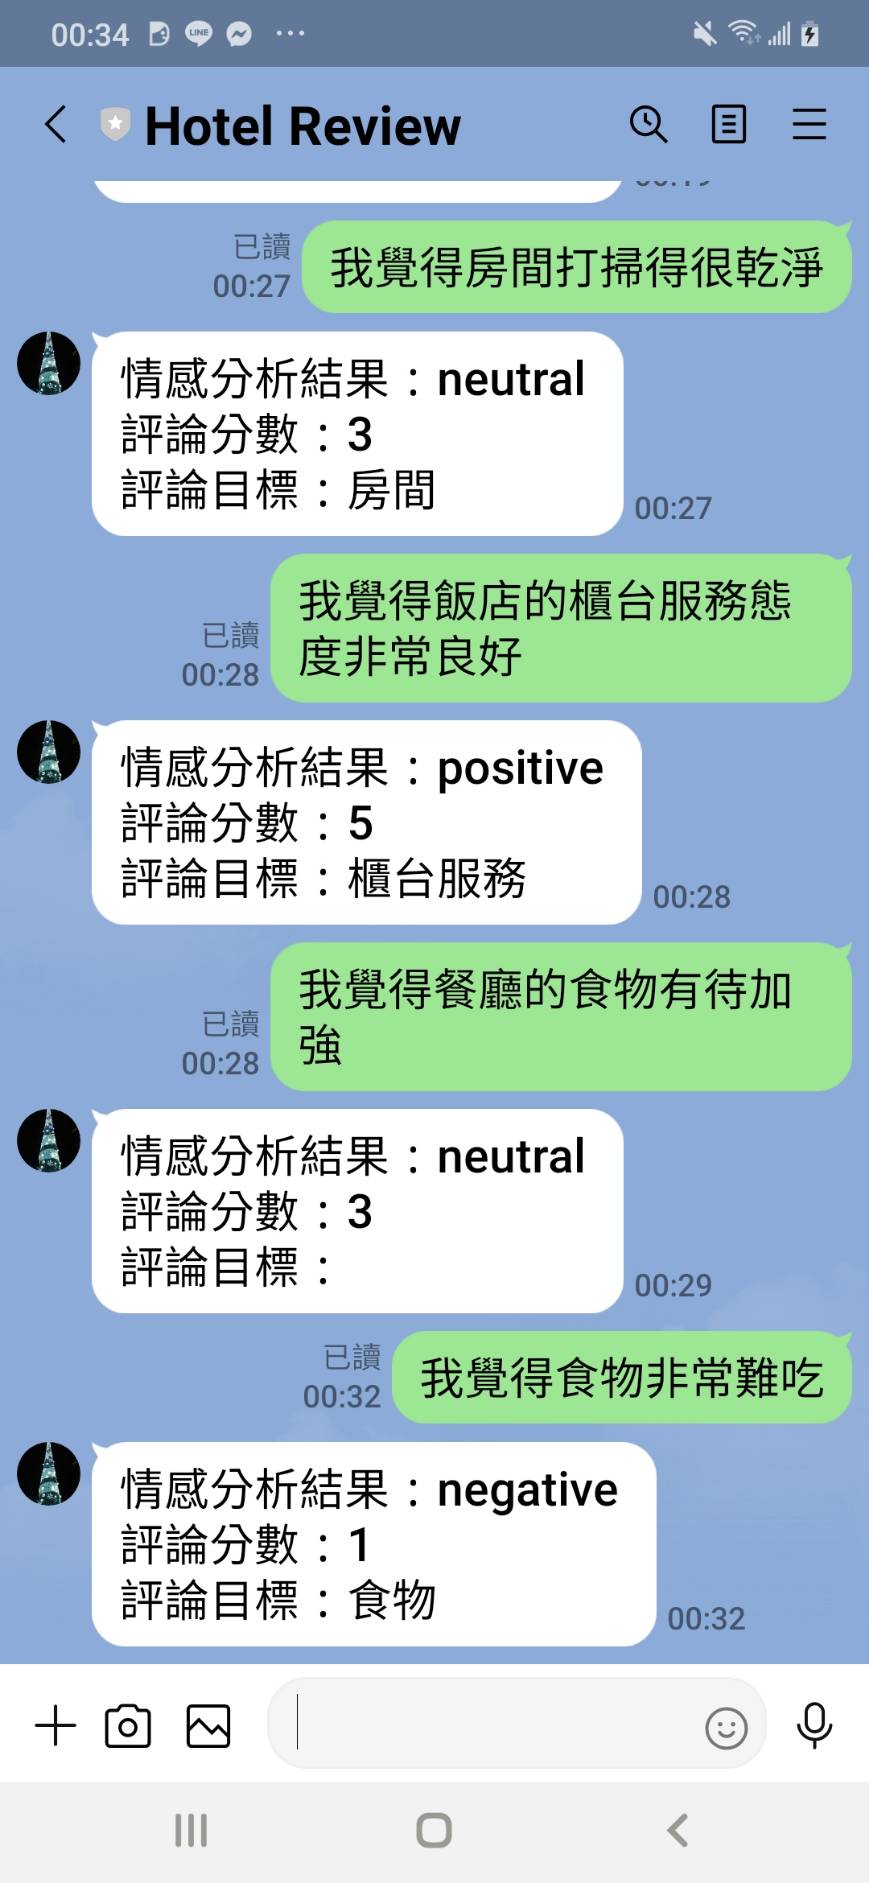 00:34
LINE
Hotel Review
已讀
00:27
我覺得房間打掃得很乾淨
情感分析結果：neutral
評論分數：3
評論目標：房間
00:27
已讀
00:28
我覺得飯店的櫃台服務態
度非常良好
情感分析結果：positive
評論分數：5
評論目標：櫃台服務
00:28
已讀
00:28
我覺得餐廳的食物有待加
強
情感分析結果：neutral
評論分數：3
評論目標：
00:29
已讀
00:32
我覺得食物非常難吃
情感分析結果：negative
評論分數：1
評論目標：食物
00:32